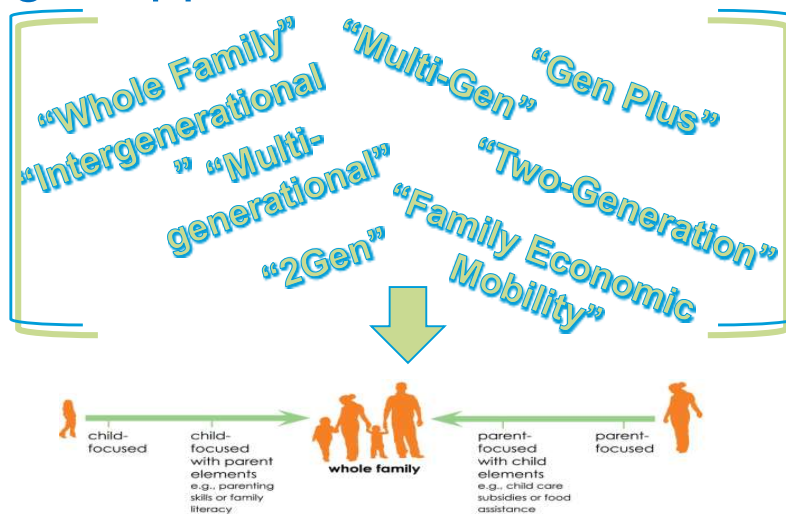 “Whole Family”
“Intergenerational
”
“Multi-
generational”
“2Gen”
“Multi-Gen”
“Gen Plus”
“Two-Generation”
“Family Economic
Mobility”
child-
focused
child-
focused
with parent
elements
e.g., parenting
skills or family
literacy
whole family
parent-
focused
with child
elements
e.g., child care
subsidies or food
assistance
parent-
focused